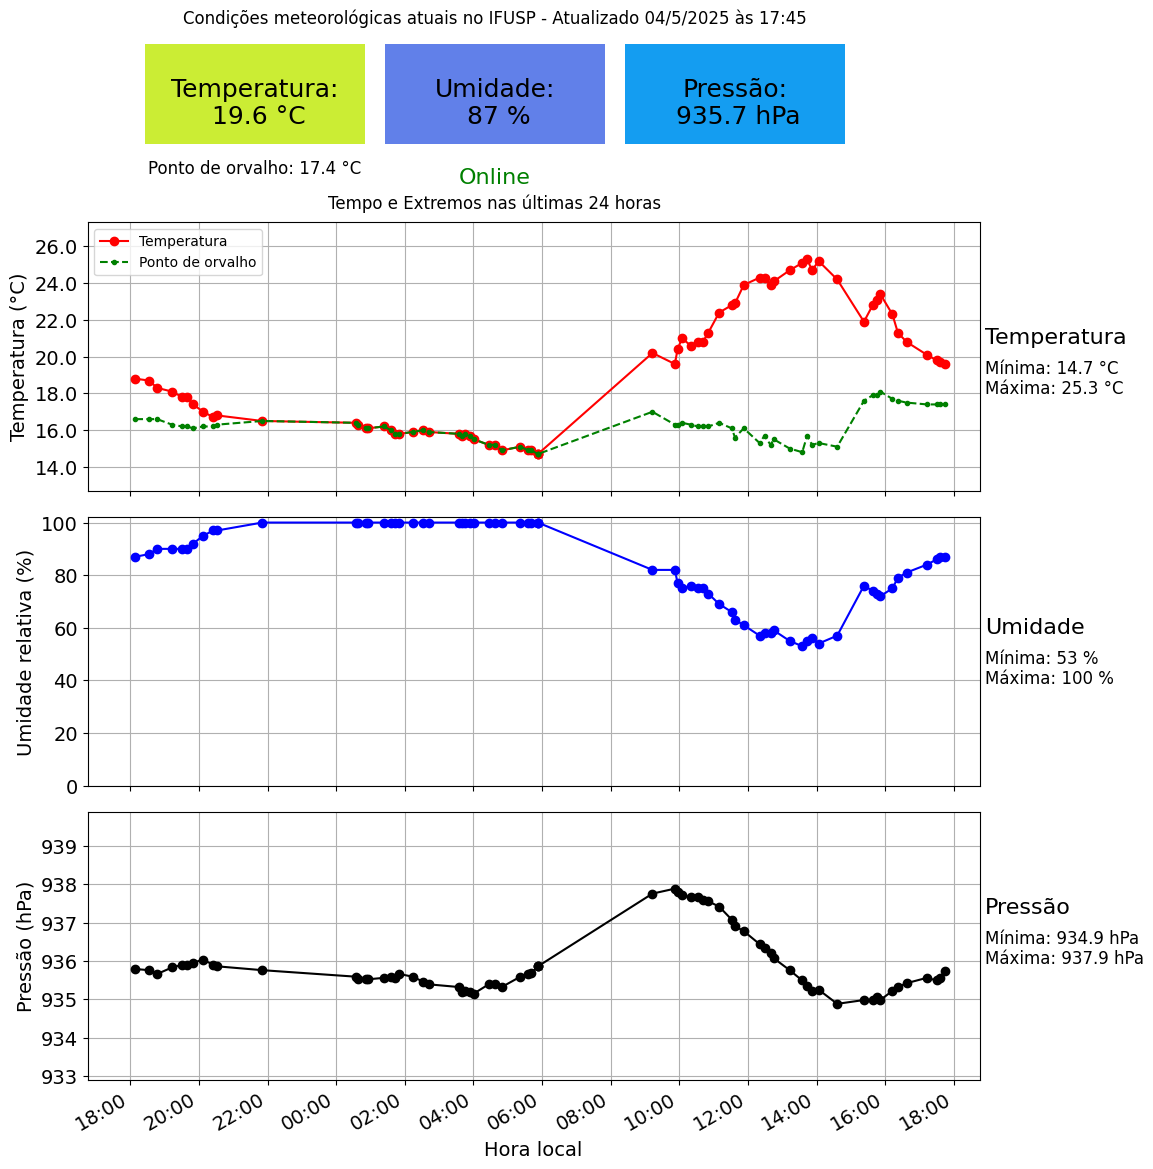 Condições meteorológicas atuais no IFUSP - Atualizado 04/5/2025 às 17:45
Temperatura:
19.6 °C
Umidade:
87 %
Pressão:
935.7 hPa
Ponto de orvalho: 17.4 °C
Online
Tempo e Extremos nas últimas 24 horas
Temperatura
Ponto de orvalho
Temperatura (°C)
26.0
24.0
22.0
20.0
18.0
16.0
14.0
Temperatura
Mínima: 14.7 °C
Máxima: 25.3 °C
Umidade relativa (%)
100
80
60
40
20
0
Umidade
Mínima: 53 %
Máxima: 100 %
Pressão (hPa)
939
938
937
936
935
934
933
Pressão
Mínima: 934.9 hPa
Máxima: 937.9 hPa
18:00 20:00 22:00 00:00 02:00 04:00 06:00 08:00 10:00 12:00 14:00 16:00 18:00
Hora local